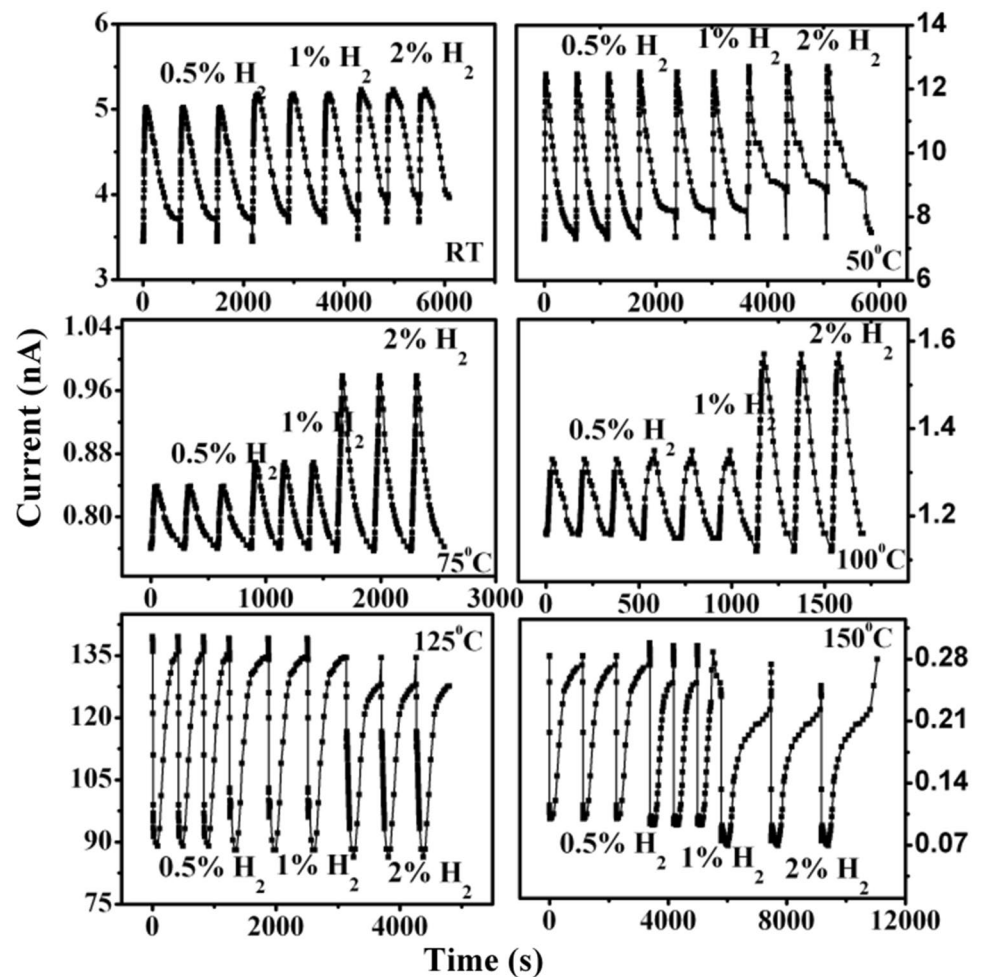 6
5
4
3
0.5% H2
1% H2
2% H2
RT
0
2000
4000
6000
14
12
10
8
6
0.5% H2
1% H2
2% H2
50⁰C
0
2000
4000
6000
Current (nA)
1.04
0.96
0.88
0.80
0.5% H2
1% H2
2% H2
75⁰C
0
1000
2000
3000
1.6
1.4
1.2
0.5% H2
1% H2
2% H2
100⁰C
0
500
1000
1500
135
120
105
90
75
125⁰C
0.5% H2
1% H2
2% H2
0
2000
4000
0.28
0.21
0.14
0.07
150⁰C
0.5% H2
1% H2
2% H2
0
4000
8000
12000
Time (s)